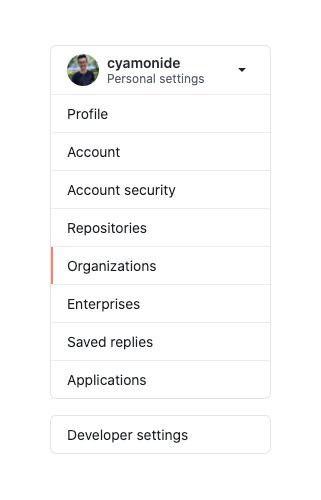 cyamonide
Personal settings
Profile
Account
Account security
Repositories
Organizations
Enterprises
Saved replies
Applications
Developer settings